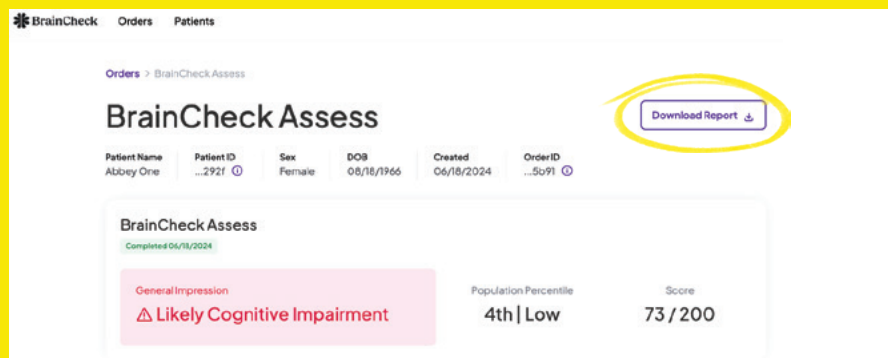 BrainCheck Orders Patients
Orders > BrainCheck Assess
BrainCheck Assess
Download Report
Patient Name Patient ID Sex DOB Created Order ID
Abbey One ...292f Female 08/18/1966 06/18/2024 ...5b91
BrainCheck Assess
Completed 06/18/2024
General Impression Population Percentile Score
Likely Cognitive Impairment 4th | Low 73 / 200